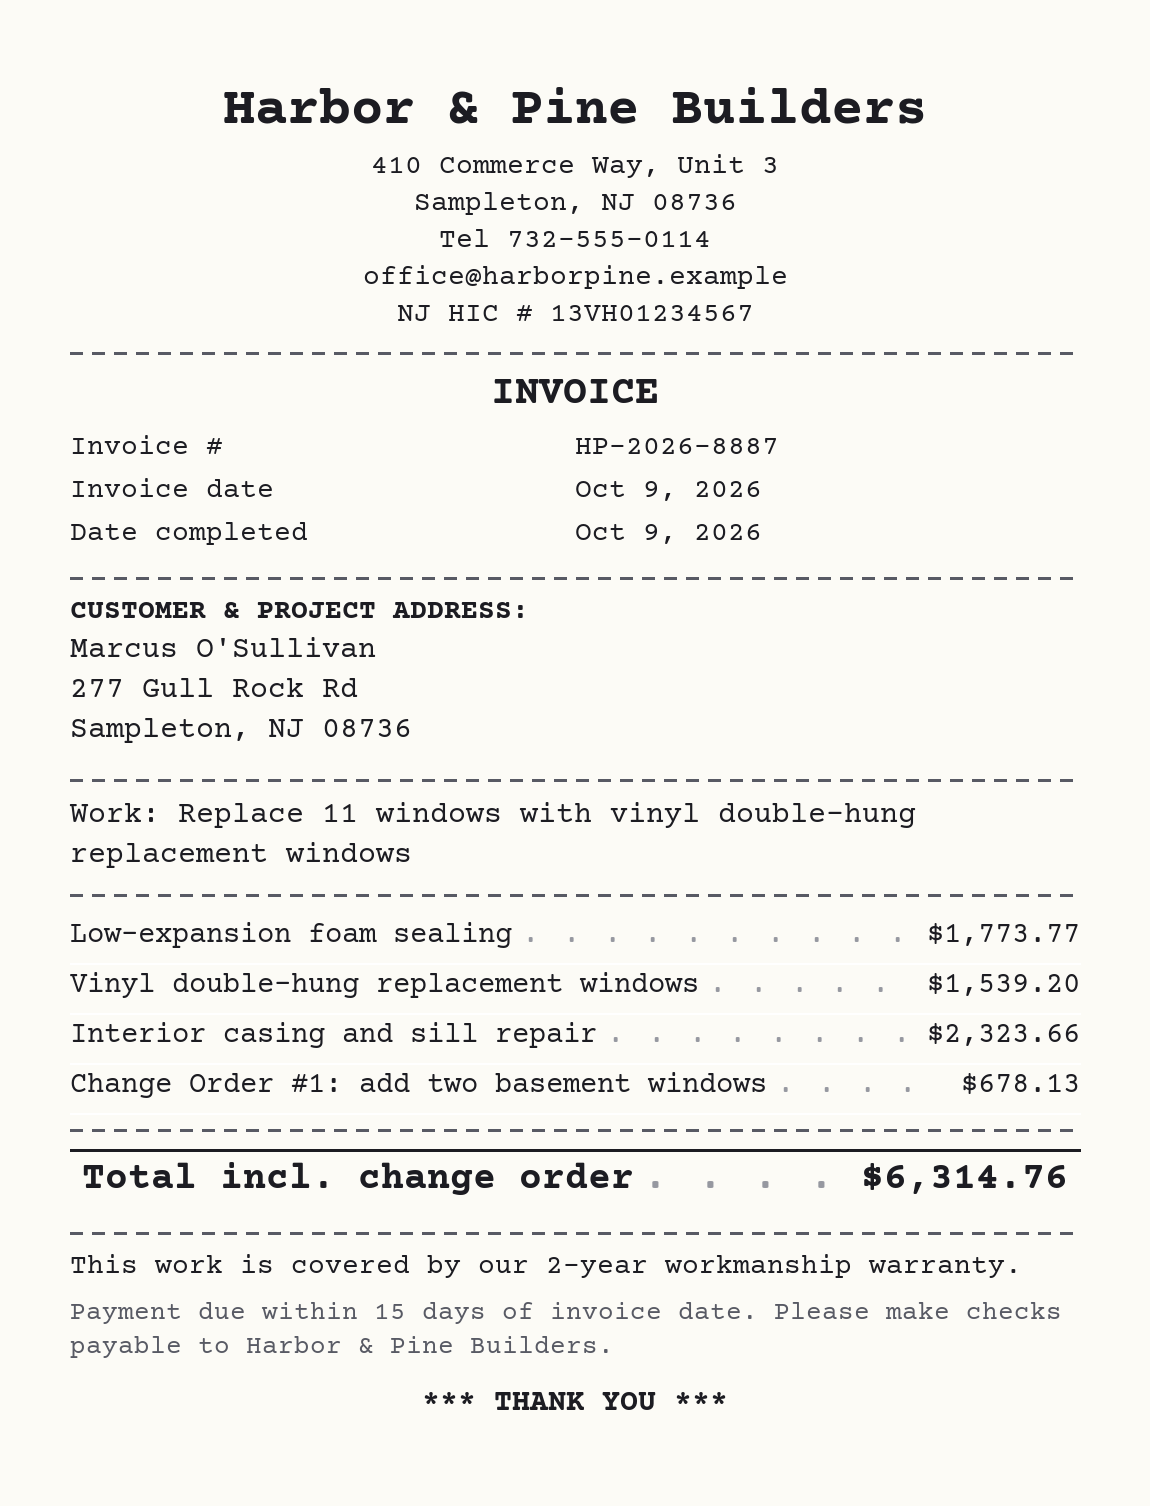 Harbor & Pine Builders
410 Commerce Way, Unit 3
Sampleton, NJ 08736
Tel 732-555-0114
office@harborpine.example
NJ HIC # 13VH01234567
INVOICE
Invoice # HP-2026-8887
Invoice date Oct 9, 2026
Date completed Oct 9, 2026
CUSTOMER & PROJECT ADDRESS:
Marcus O'Sullivan
277 Gull Rock Rd
Sampleton, NJ 08736
Work: Replace 11 windows with vinyl double-hung
replacement windows
Low-expansion foam sealing . . . . . . . . . . $1,773.77
Vinyl double-hung replacement windows . . . . . $1,539.20
Interior casing and sill repair . . . . . . . . $2,323.66
Change Order #1: add two basement windows . . . . $678.13
Total incl. change order . . . . $6,314.76
This work is covered by our 2-year workmanship warranty.
Payment due within 15 days of invoice date. Please make checks
payable to Harbor & Pine Builders.
*** THANK YOU ***